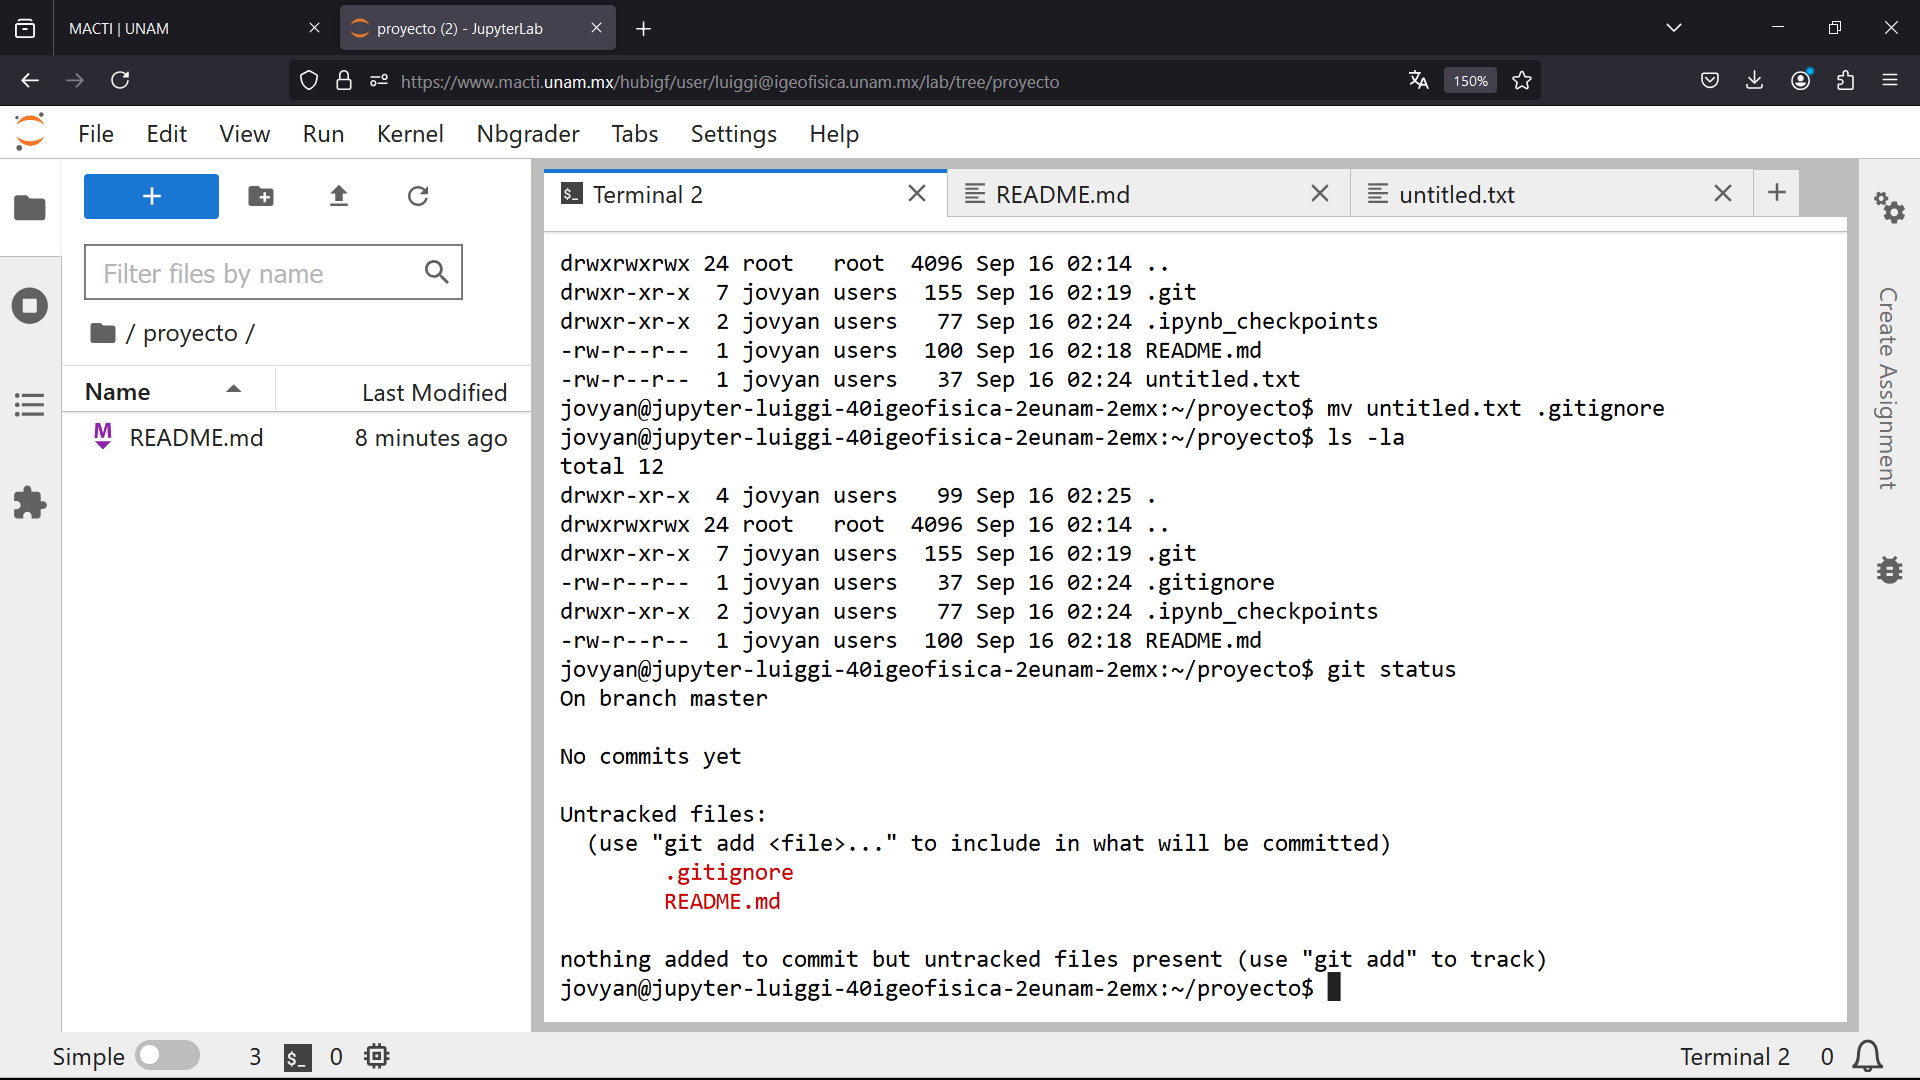 MACTI | UNAM
proyecto (2) - JupyterLab
https://www.macti.unam.mx/hubigf/user/luiggi@igeofisica.unam.mx/lab/tree/proyecto
150%
File Edit View Run Kernel Nbgrader Tabs Settings Help
Terminal 2
README.md
untitled.txt
Filter files by name
/ proyecto /
Name Last Modified
README.md 8 minutes ago
drwxrwxrwx 24 root   root  4096 Sep 16 02:14 ..
drwxr-xr-x  7 jovyan users  155 Sep 16 02:19 .git
drwxr-xr-x  2 jovyan users   77 Sep 16 02:24 .ipynb_checkpoints
-rw-r--r--  1 jovyan users  100 Sep 16 02:18 README.md
-rw-r--r--  1 jovyan users   37 Sep 16 02:24 untitled.txt
jovyan@jupyter-luiggi-40igeofisica-2eunam-2emx:~/proyecto$ mv untitled.txt .gitignore
jovyan@jupyter-luiggi-40igeofisica-2eunam-2emx:~/proyecto$ ls -la
total 12
drwxr-xr-x  4 jovyan users   99 Sep 16 02:25 .
drwxrwxrwx 24 root   root  4096 Sep 16 02:14 ..
drwxr-xr-x  7 jovyan users  155 Sep 16 02:19 .git
-rw-r--r--  1 jovyan users   37 Sep 16 02:24 .gitignore
drwxr-xr-x  2 jovyan users   77 Sep 16 02:24 .ipynb_checkpoints
-rw-r--r--  1 jovyan users  100 Sep 16 02:18 README.md
jovyan@jupyter-luiggi-40igeofisica-2eunam-2emx:~/proyecto$ git status
On branch master
No commits yet
Untracked files:
  (use "git add <file>..." to include in what will be committed)
        .gitignore
        README.md
nothing added to commit but untracked files present (use "git add" to track)
jovyan@jupyter-luiggi-40igeofisica-2eunam-2emx:~/proyecto$
Create Assignment
Simple 3 $_ 0
Terminal 2 0